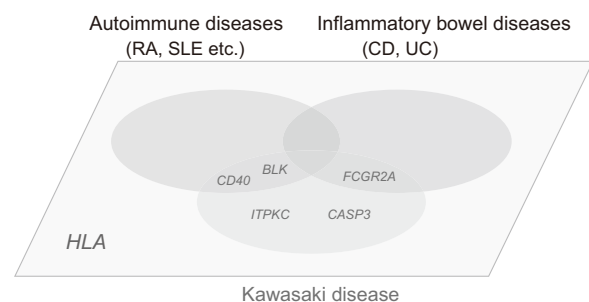 Autoimmune diseases
(RA, SLE etc.)
Inflammatory bowel diseases
(CD, UC)
BLK
CD40
FCGR2A
ITPKC
CASP3
HLA
Kawasaki disease